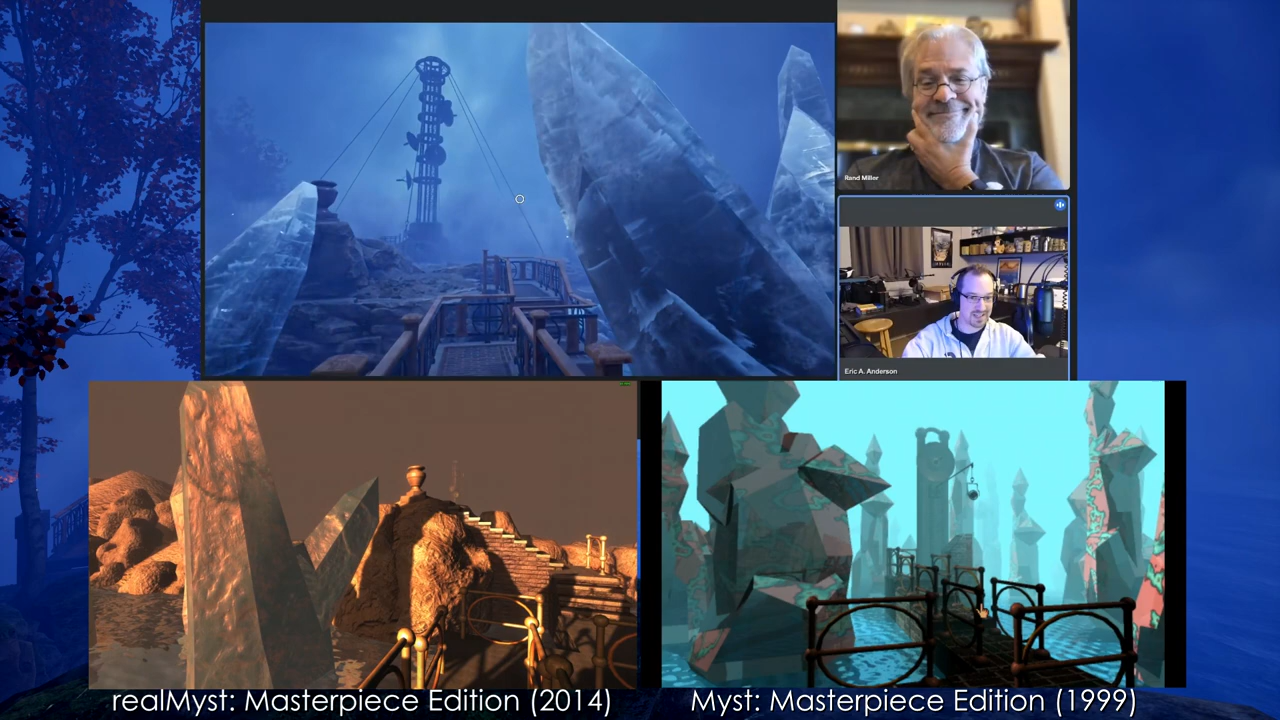 Rand Miller
Eric A. Anderson
realMyst: Masterpiece Edition (2014)
Myst: Masterpiece Edition (1999)